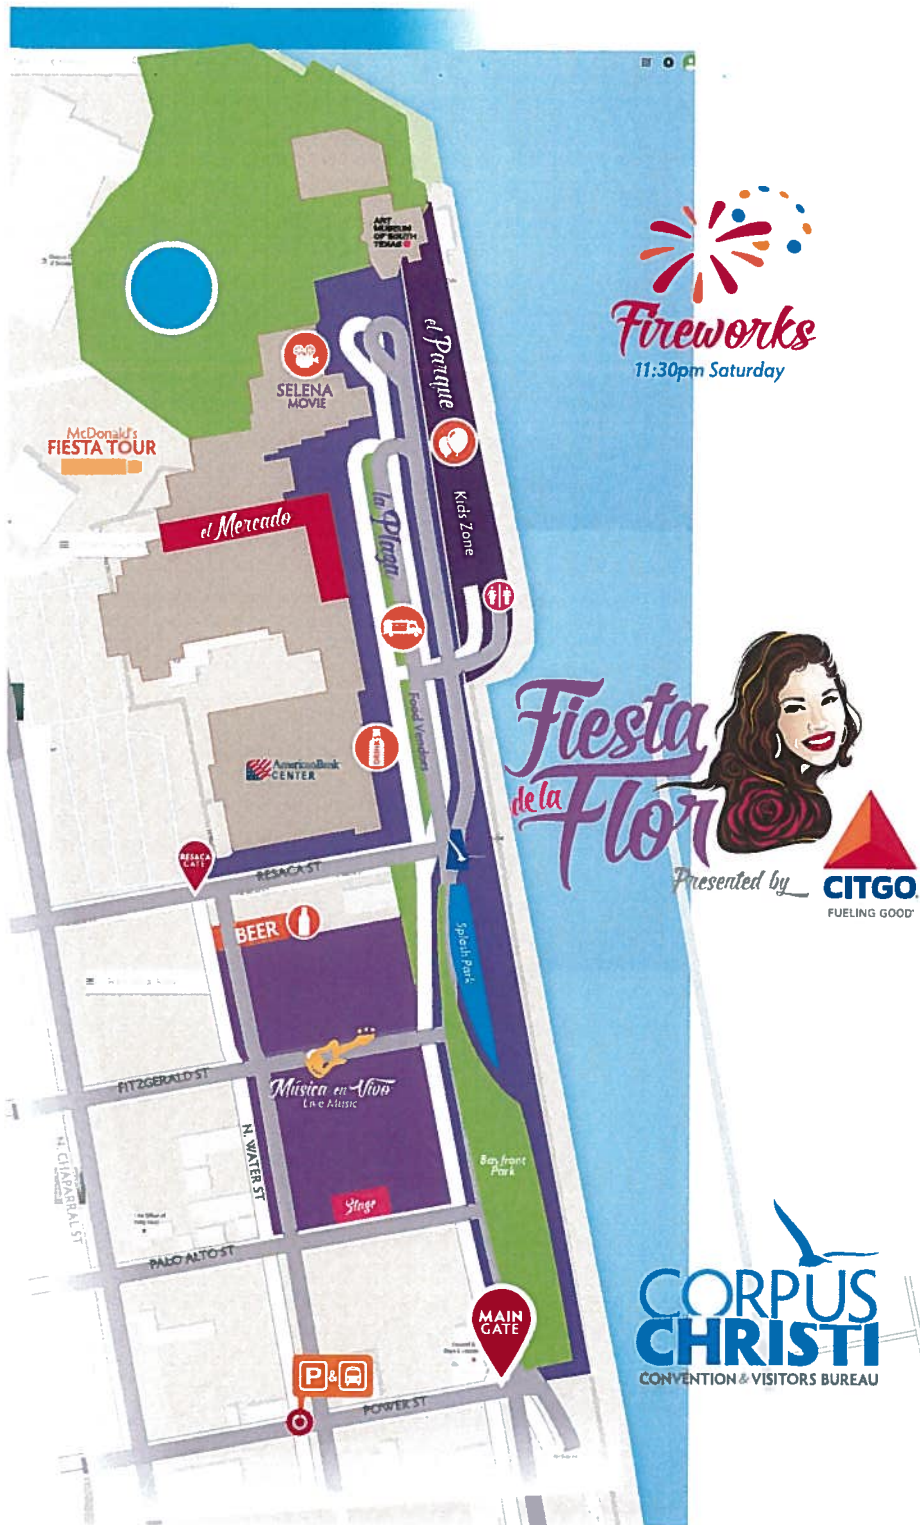 ART
MUSEUM
OF SOUTH
TEXAS
Fireworks
11:30pm Saturday
el Parque
SELENA
MOVIE
McDonald's
FIESTA TOUR
el Mercado
la Plaza
Kids Zone
Food Vendors
DRINKS
AmericanBank
CENTER
Fiesta
de la
Flor
Presented by
CITGO
FUELING GOOD
RESACA
GATE
RESACA ST
BEER
Splash Park
FITZGERALD ST
Música en Vivo
Live Music
N. CHAPARRAL ST
N. WATER ST
Bayfront
Park
Stage
PALO ALTO ST
MAIN
GATE
P &
POWER ST
CORPUS
CHRISTI
CONVENTION & VISITORS BUREAU